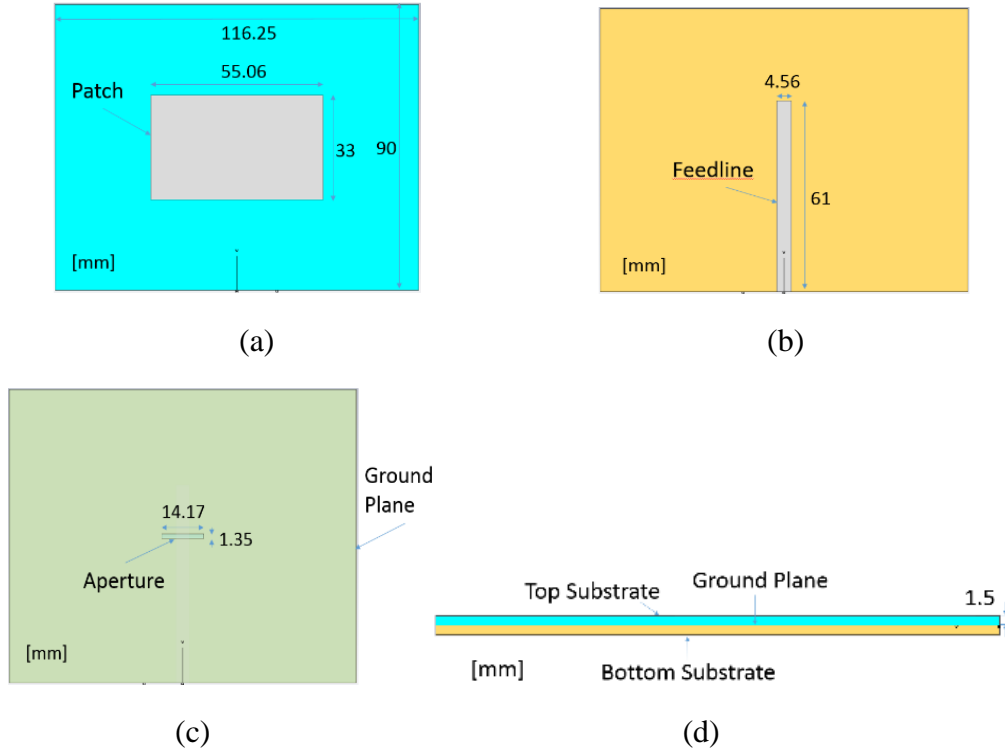 116.25
55.06
Patch
33
90
[mm]
(a)
4.56
Feedline
61
[mm]
(b)
14.17
1.35
Aperture
Ground
Plane
[mm]
(c)
Top Substrate
Ground Plane
1.5
[mm]
Bottom Substrate
(d)